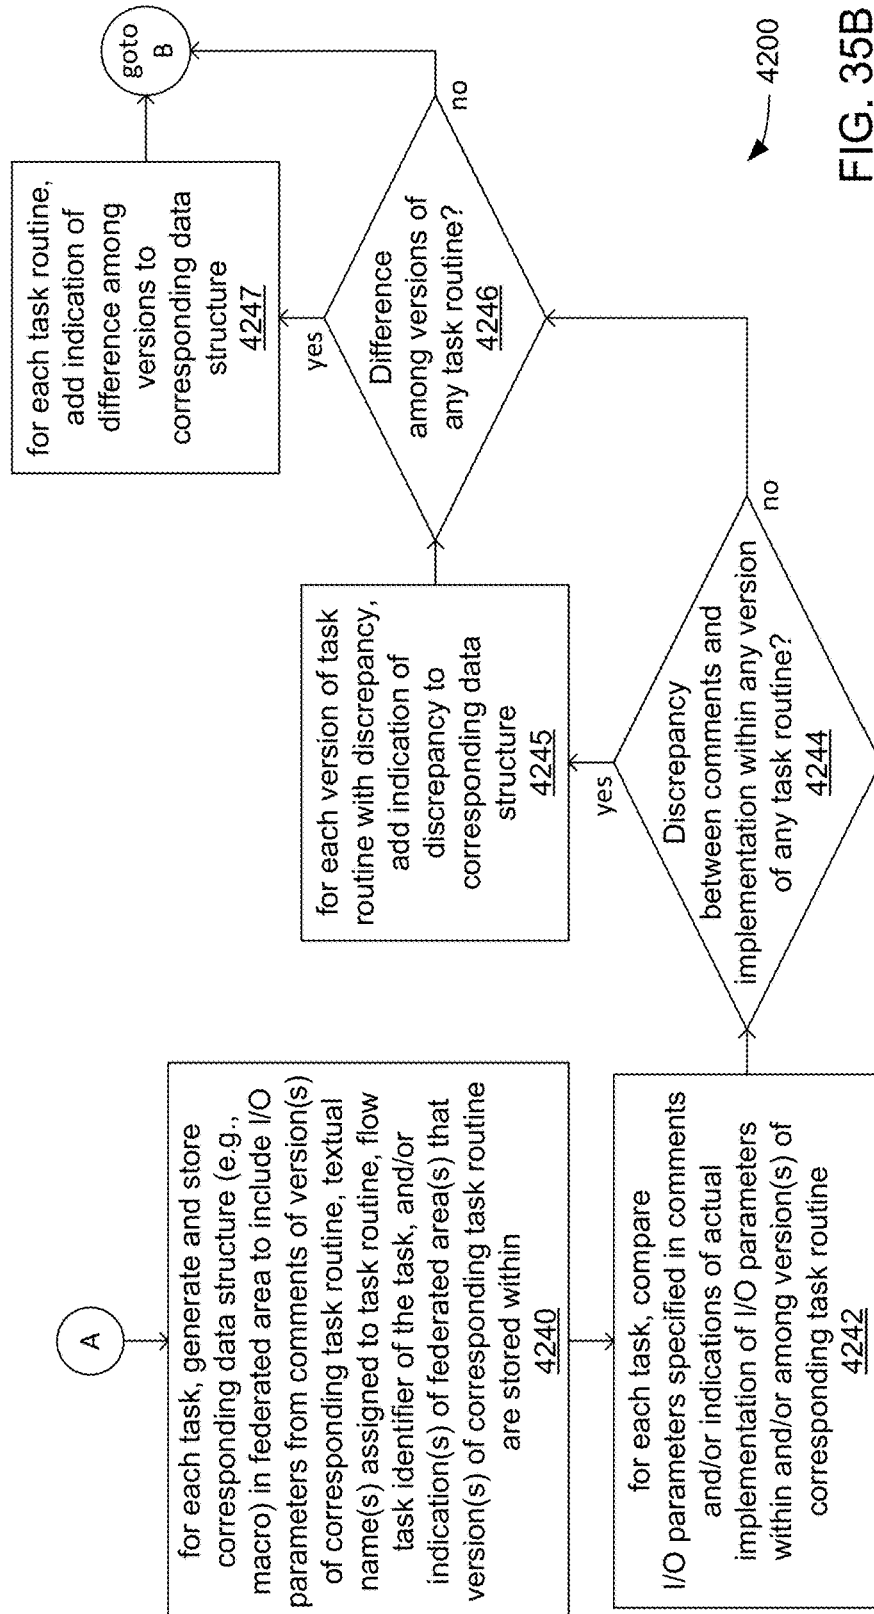 A
for each task, generate and store
corresponding data structure (e.g.,
macro) in federated area to include I/O
parameters from comments of version(s)
of corresponding task routine, textual
name(s) assigned to task routine, flow
task identifier of the task, and/or
indication(s) of federated area(s) that
version(s) of corresponding task routine
are stored within
4240
for each task, compare
I/O parameters specified in comments
and/or indications of actual
implementation of I/O parameters
within and/or among version(s) of
corresponding task routine
4242
Discrepancy
between comments and
implementation within any version
of any task routine?
4244
yes
no
for each version of task
routine with discrepancy,
add indication of
discrepancy to
corresponding data
structure
4245
Difference
among versions of
any task routine?
4246
yes
no
for each task routine,
add indication of
difference among
versions to
corresponding data
structure
4247
goto
B
4200
FIG. 35B